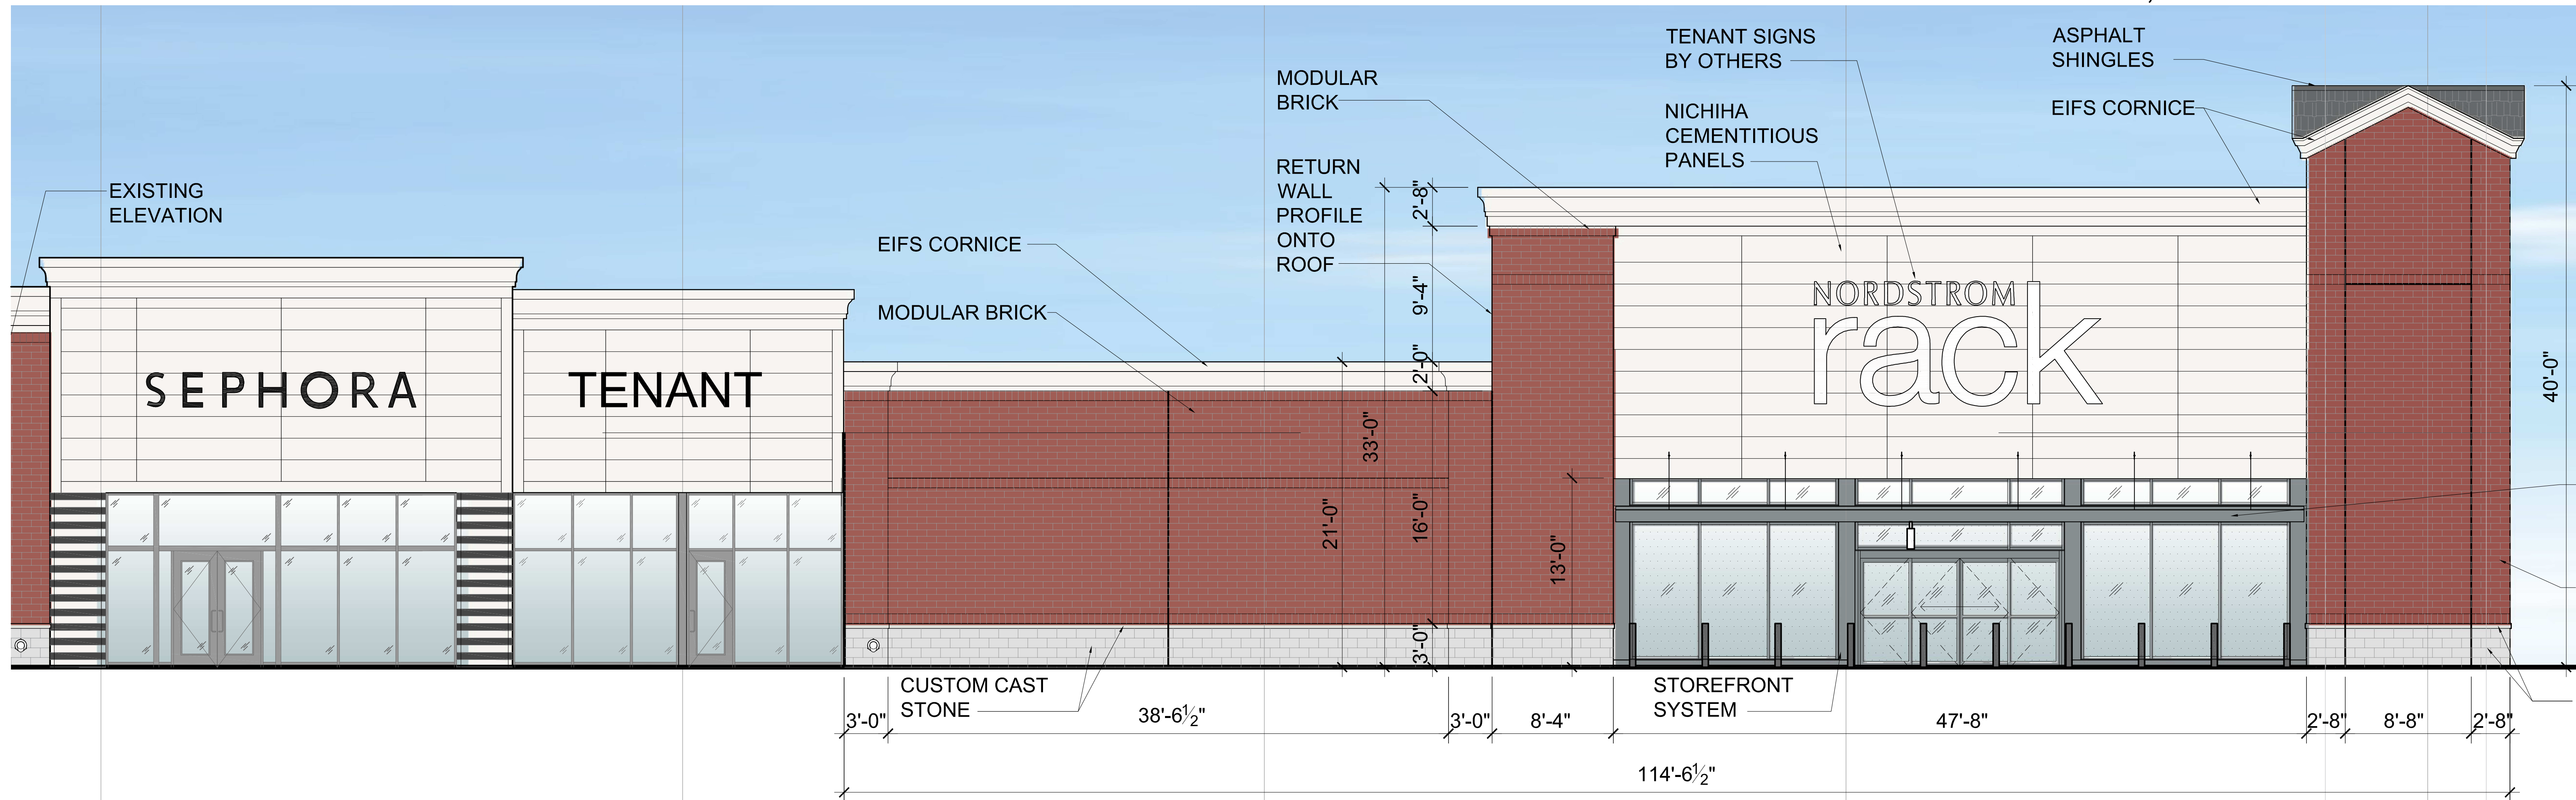 TENANT SIGNS
BY OTHERS
ASPHALT
SHINGLES
MODULAR
BRICK
EIFS CORNICE
NICHIHA
CEMENTITIOUS
PANELS
RETURN
WALL
PROFILE
ONTO
ROOF
EXISTING
ELEVATION
EIFS CORNICE
MODULAR BRICK
2'-8"
9'-4"
2'-0"
33'-0"
21'-0"
16'-0"
13'-0"
3'-0"
40'-0"
SEPHORA
TENANT
NORDSTROM
rack
CUSTOM CAST
STONE
STOREFRONT
SYSTEM
3'-0"
38'-6½"
3'-0"
8'-4"
47'-8"
2'-8"
8'-8"
2'-8"
114'-6½"